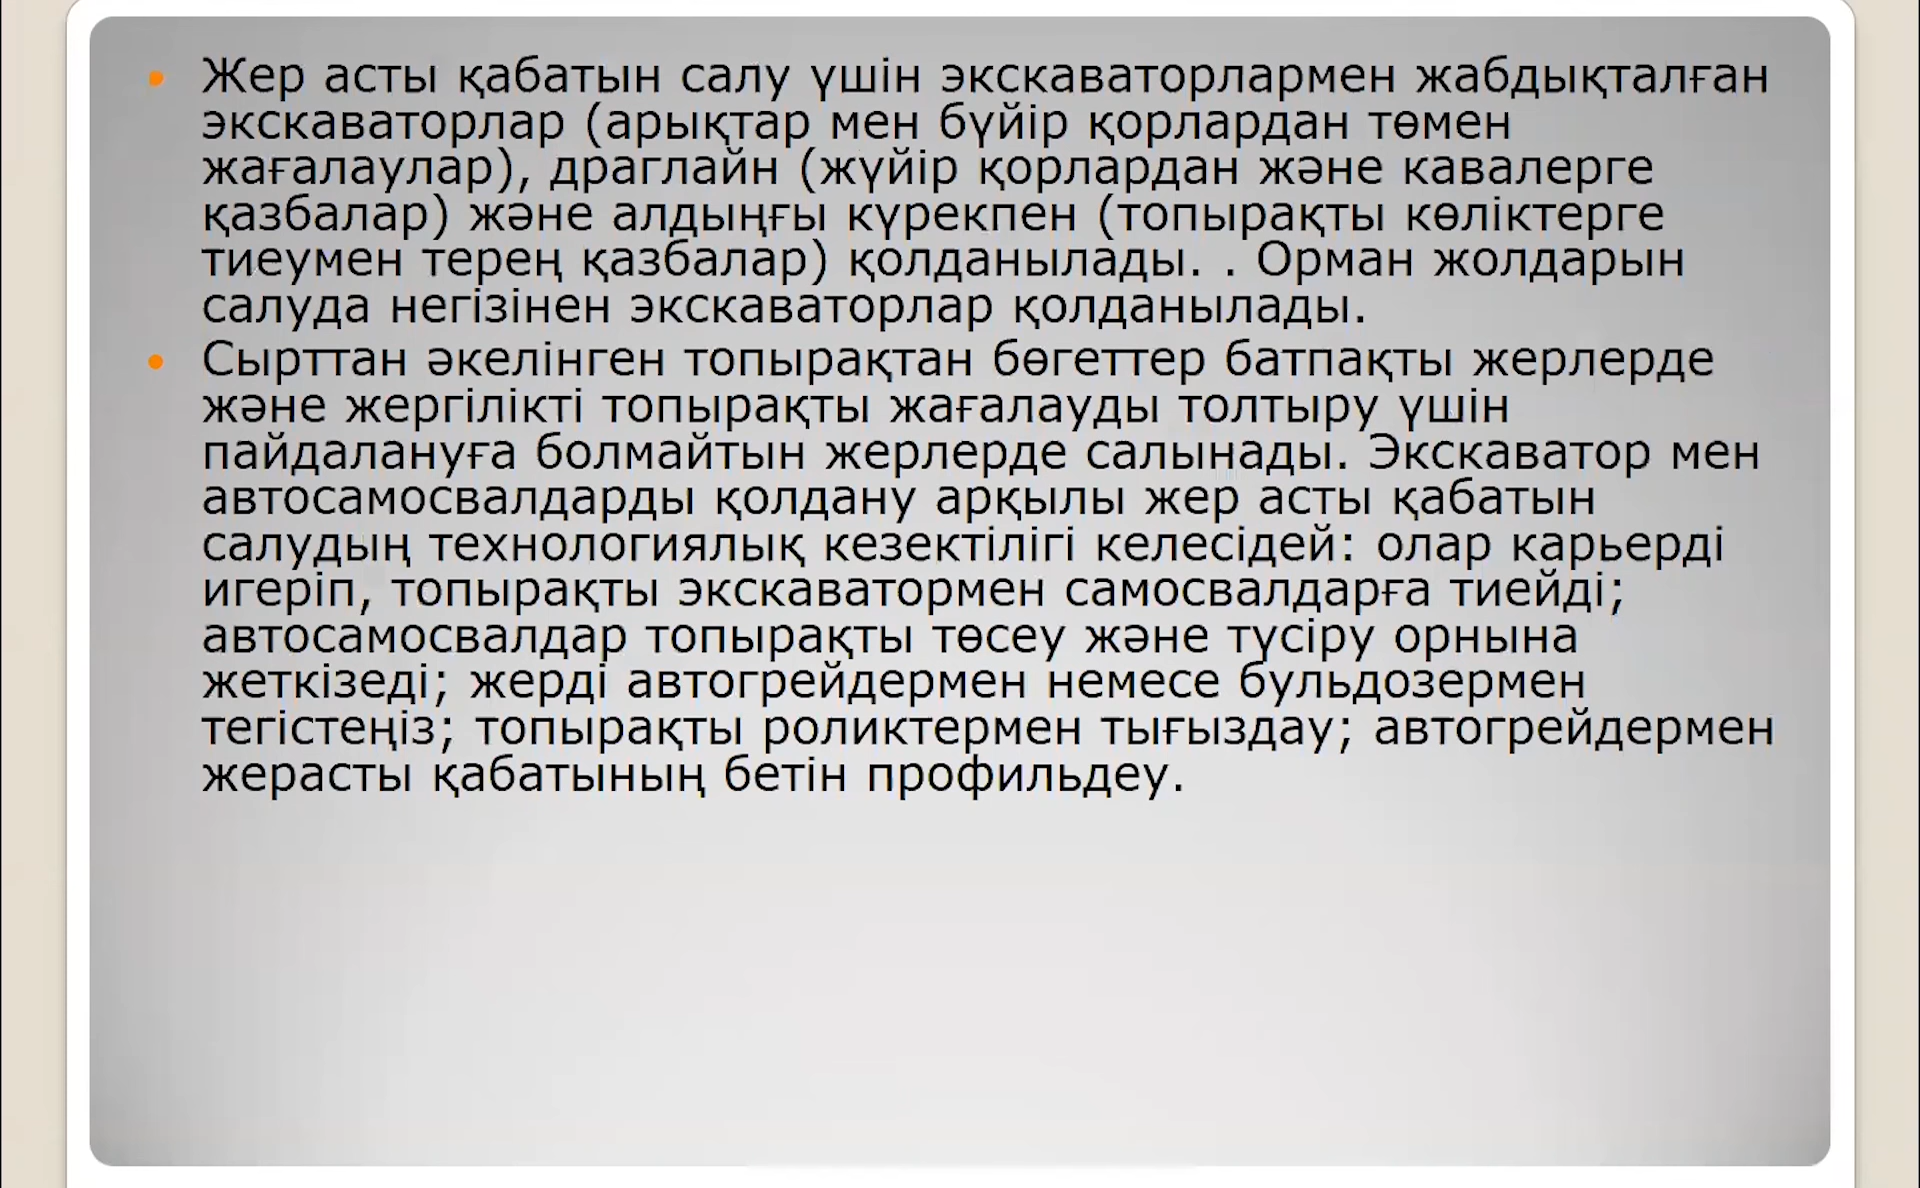 • Жер асты қабатын салу үшін экскаваторлармен жабдықталған
экскаваторлар (арықтар мен бүйір қорлардан төмен
жағалаулар), драглайн (жүйір қорлардан және кавалерге
қазбалар) және алдыңғы күрекпен (топырақты көліктерге
тиеумен терең қазбалар) қолданылады. . Орман жолдарын
салуда негізінен экскаваторлар қолданылады.
• Сырттан әкелінген топырақтан бөгеттер батпақты жерлерде
және жергілікті топырақты жағалауды толтыру үшін
пайдалануға болмайтын жерлерде салынады. Экскаватор мен
автосамосвалдарды қолдану арқылы жер асты қабатын
салудың технологиялық кезектілігі келесідей: олар карьерді
игеріп, топырақты экскаватормен самосвалдарға тиейді;
автосамосвалдар топырақты төсеу және түсіру орнына
жеткізеді; жерді автогрейдермен немесе бульдозермен
тегістеңіз; топырақты роликтермен тығыздау; автогрейдермен
жерасты қабатының бетін профильдеу.